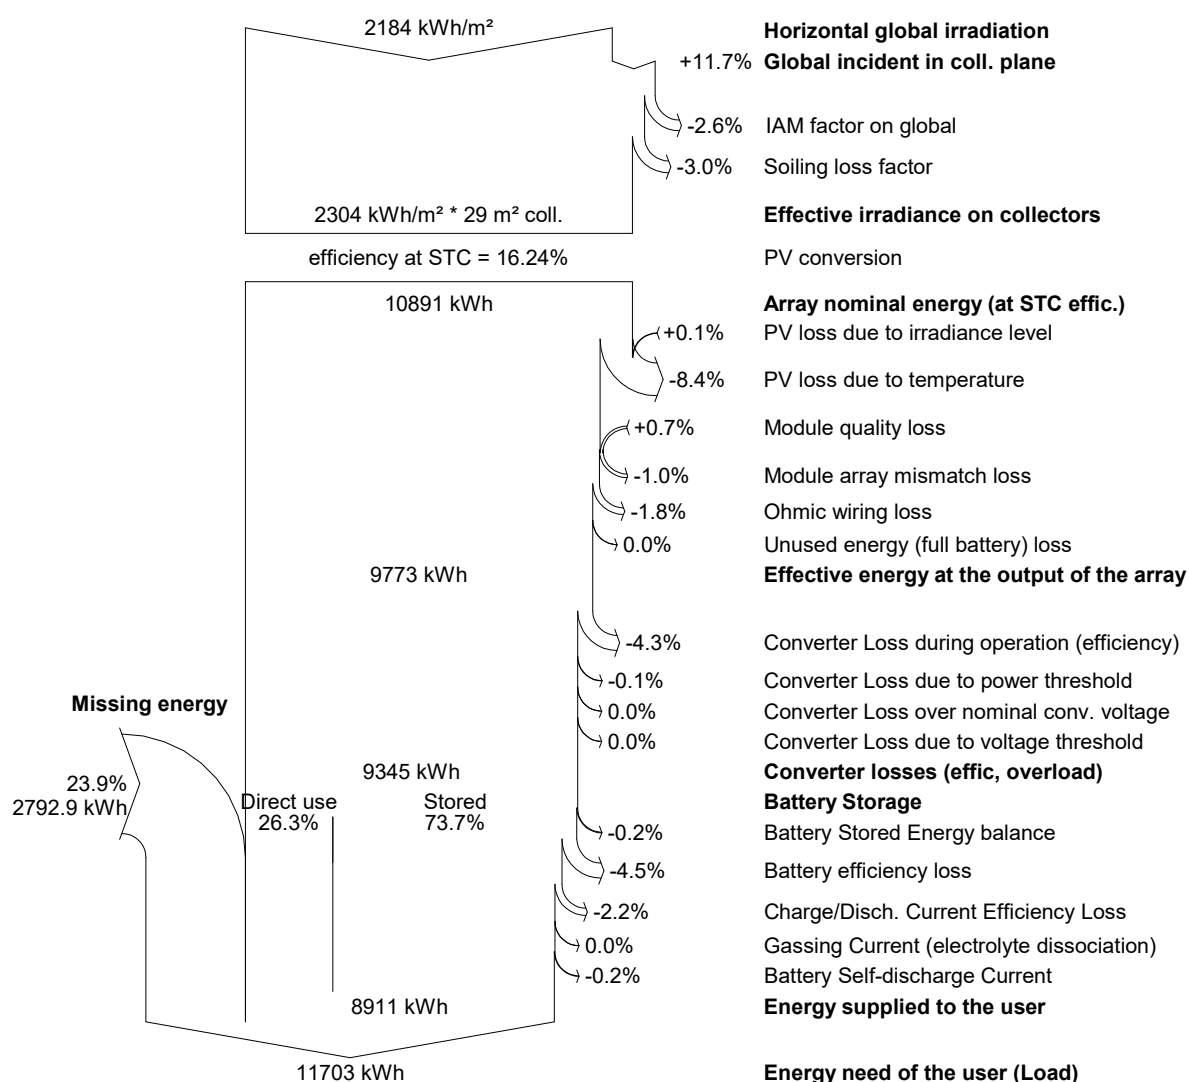 2184 kWh/m² Horizontal global irradiation
+11.7% Global incident in coll. plane
-2.6% IAM factor on global
-3.0% Soiling loss factor
2304 kWh/m² * 29 m² coll. Effective irradiance on collectors
efficiency at STC = 16.24% PV conversion
10891 kWh Array nominal energy (at STC effic.)
+0.1% PV loss due to irradiance level
-8.4% PV loss due to temperature
+0.7% Module quality loss
-1.0% Module array mismatch loss
-1.8% Ohmic wiring loss
0.0% Unused energy (full battery) loss
9773 kWh Effective energy at the output of the array
-4.3% Converter Loss during operation (efficiency)
-0.1% Converter Loss due to power threshold
Missing energy 0.0% Converter Loss over nominal conv. voltage
0.0% Converter Loss due to voltage threshold
23.9% 9345 kWh Converter losses (effic, overload)
2792.9 kWh Direct use Stored Battery Storage
26.3% 73.7% -0.2% Battery Stored Energy balance
-4.5% Battery efficiency loss
-2.2% Charge/Disch. Current Efficiency Loss
0.0% Gassing Current (electrolyte dissociation)
-0.2% Battery Self-discharge Current
8911 kWh Energy supplied to the user
11703 kWh Energy need of the user (Load)